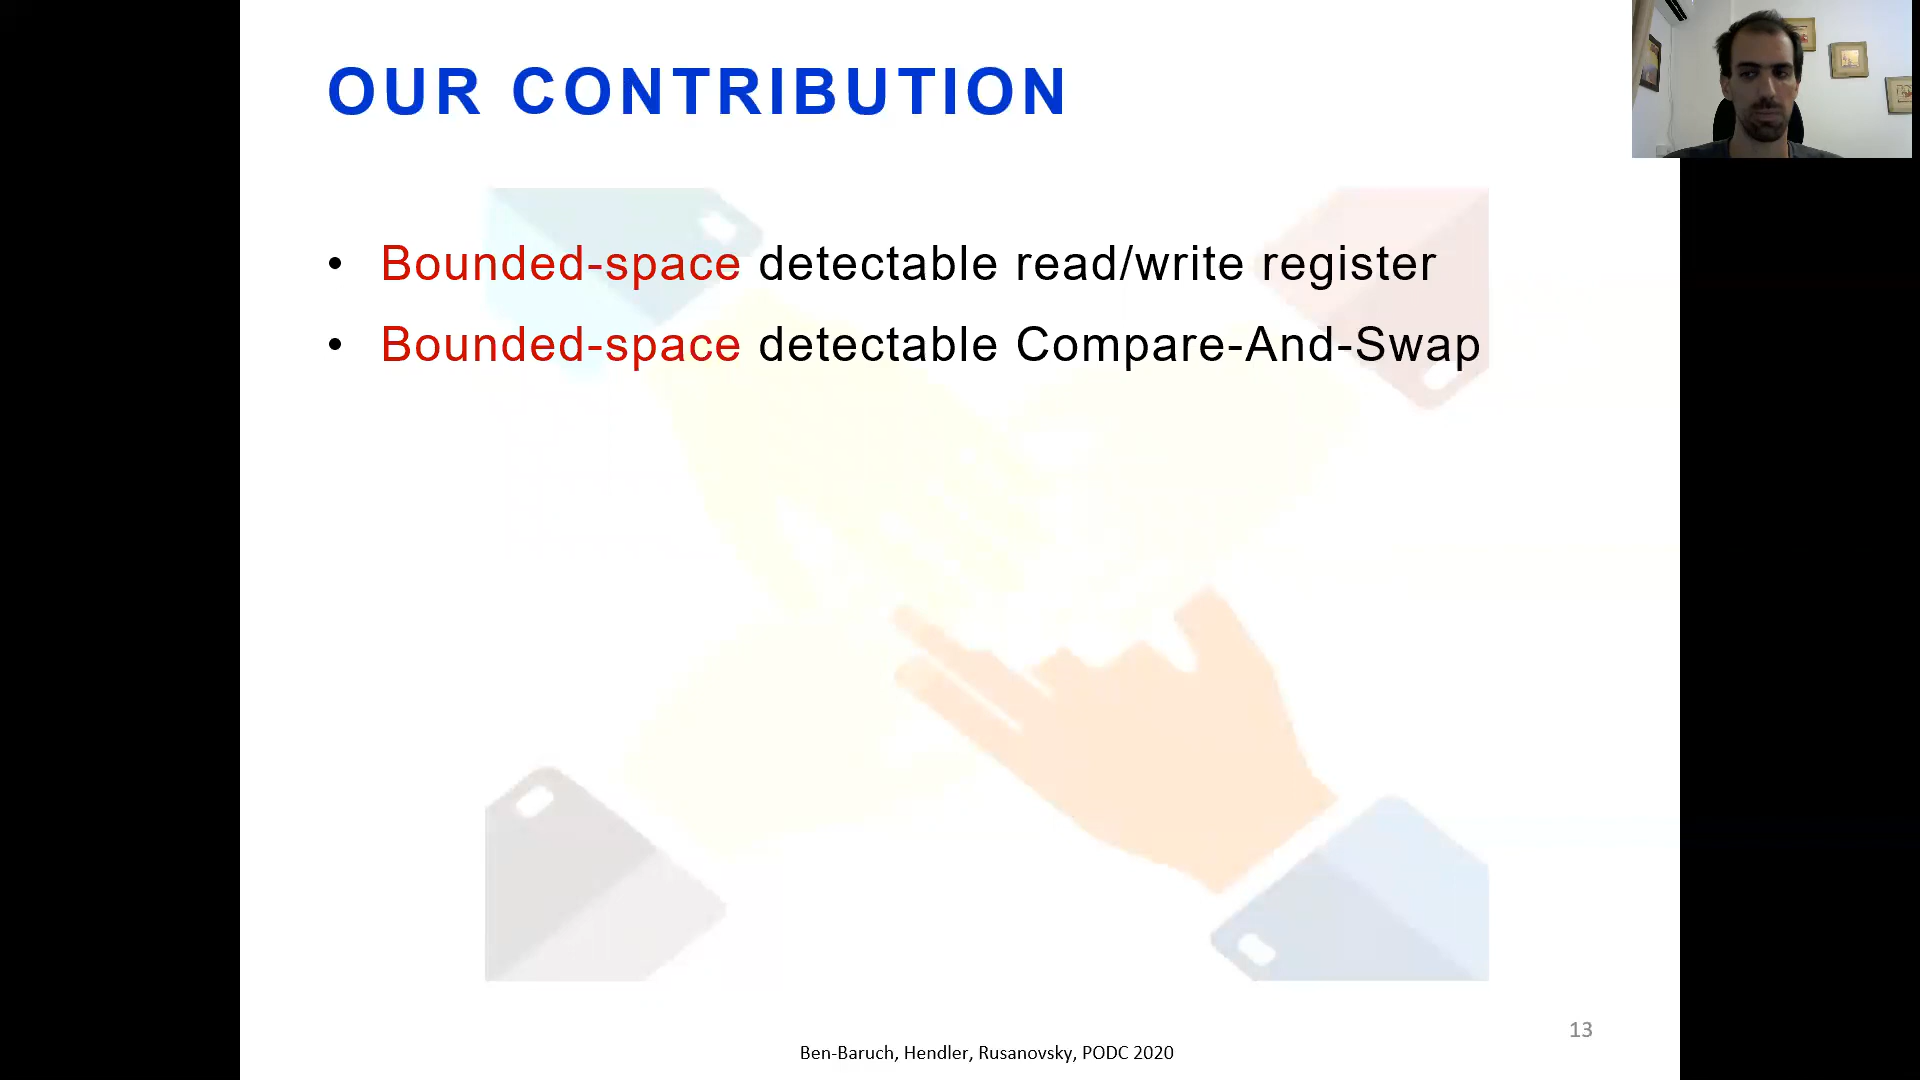 OUR CONTRIBUTION
• Bounded-space detectable read/write register
• Bounded-space detectable Compare-And-Swap
13
Ben-Baruch, Hendler, Rusanovsky, PODC 2020